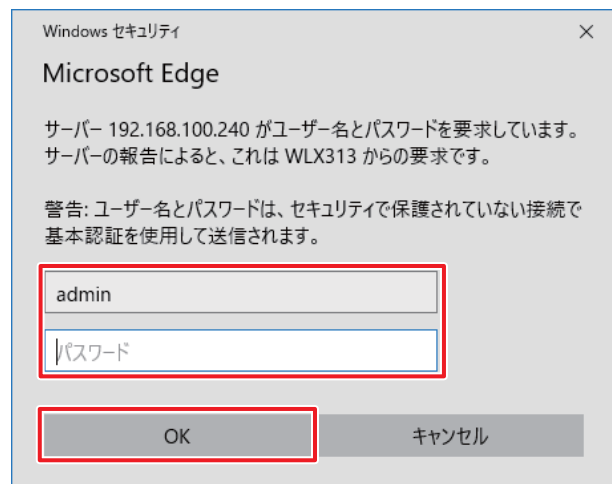 Windows セキュリティ
Microsoft Edge
サーバー 192.168.100.240 がユーザー名とパスワードを要求しています。
サーバーの報告によると、これは WLX313 からの要求です。
警告: ユーザー名とパスワードは、セキュリティで保護されていない接続で
基本認証を使用して送信されます。
admin
パスワード
OK キャンセル